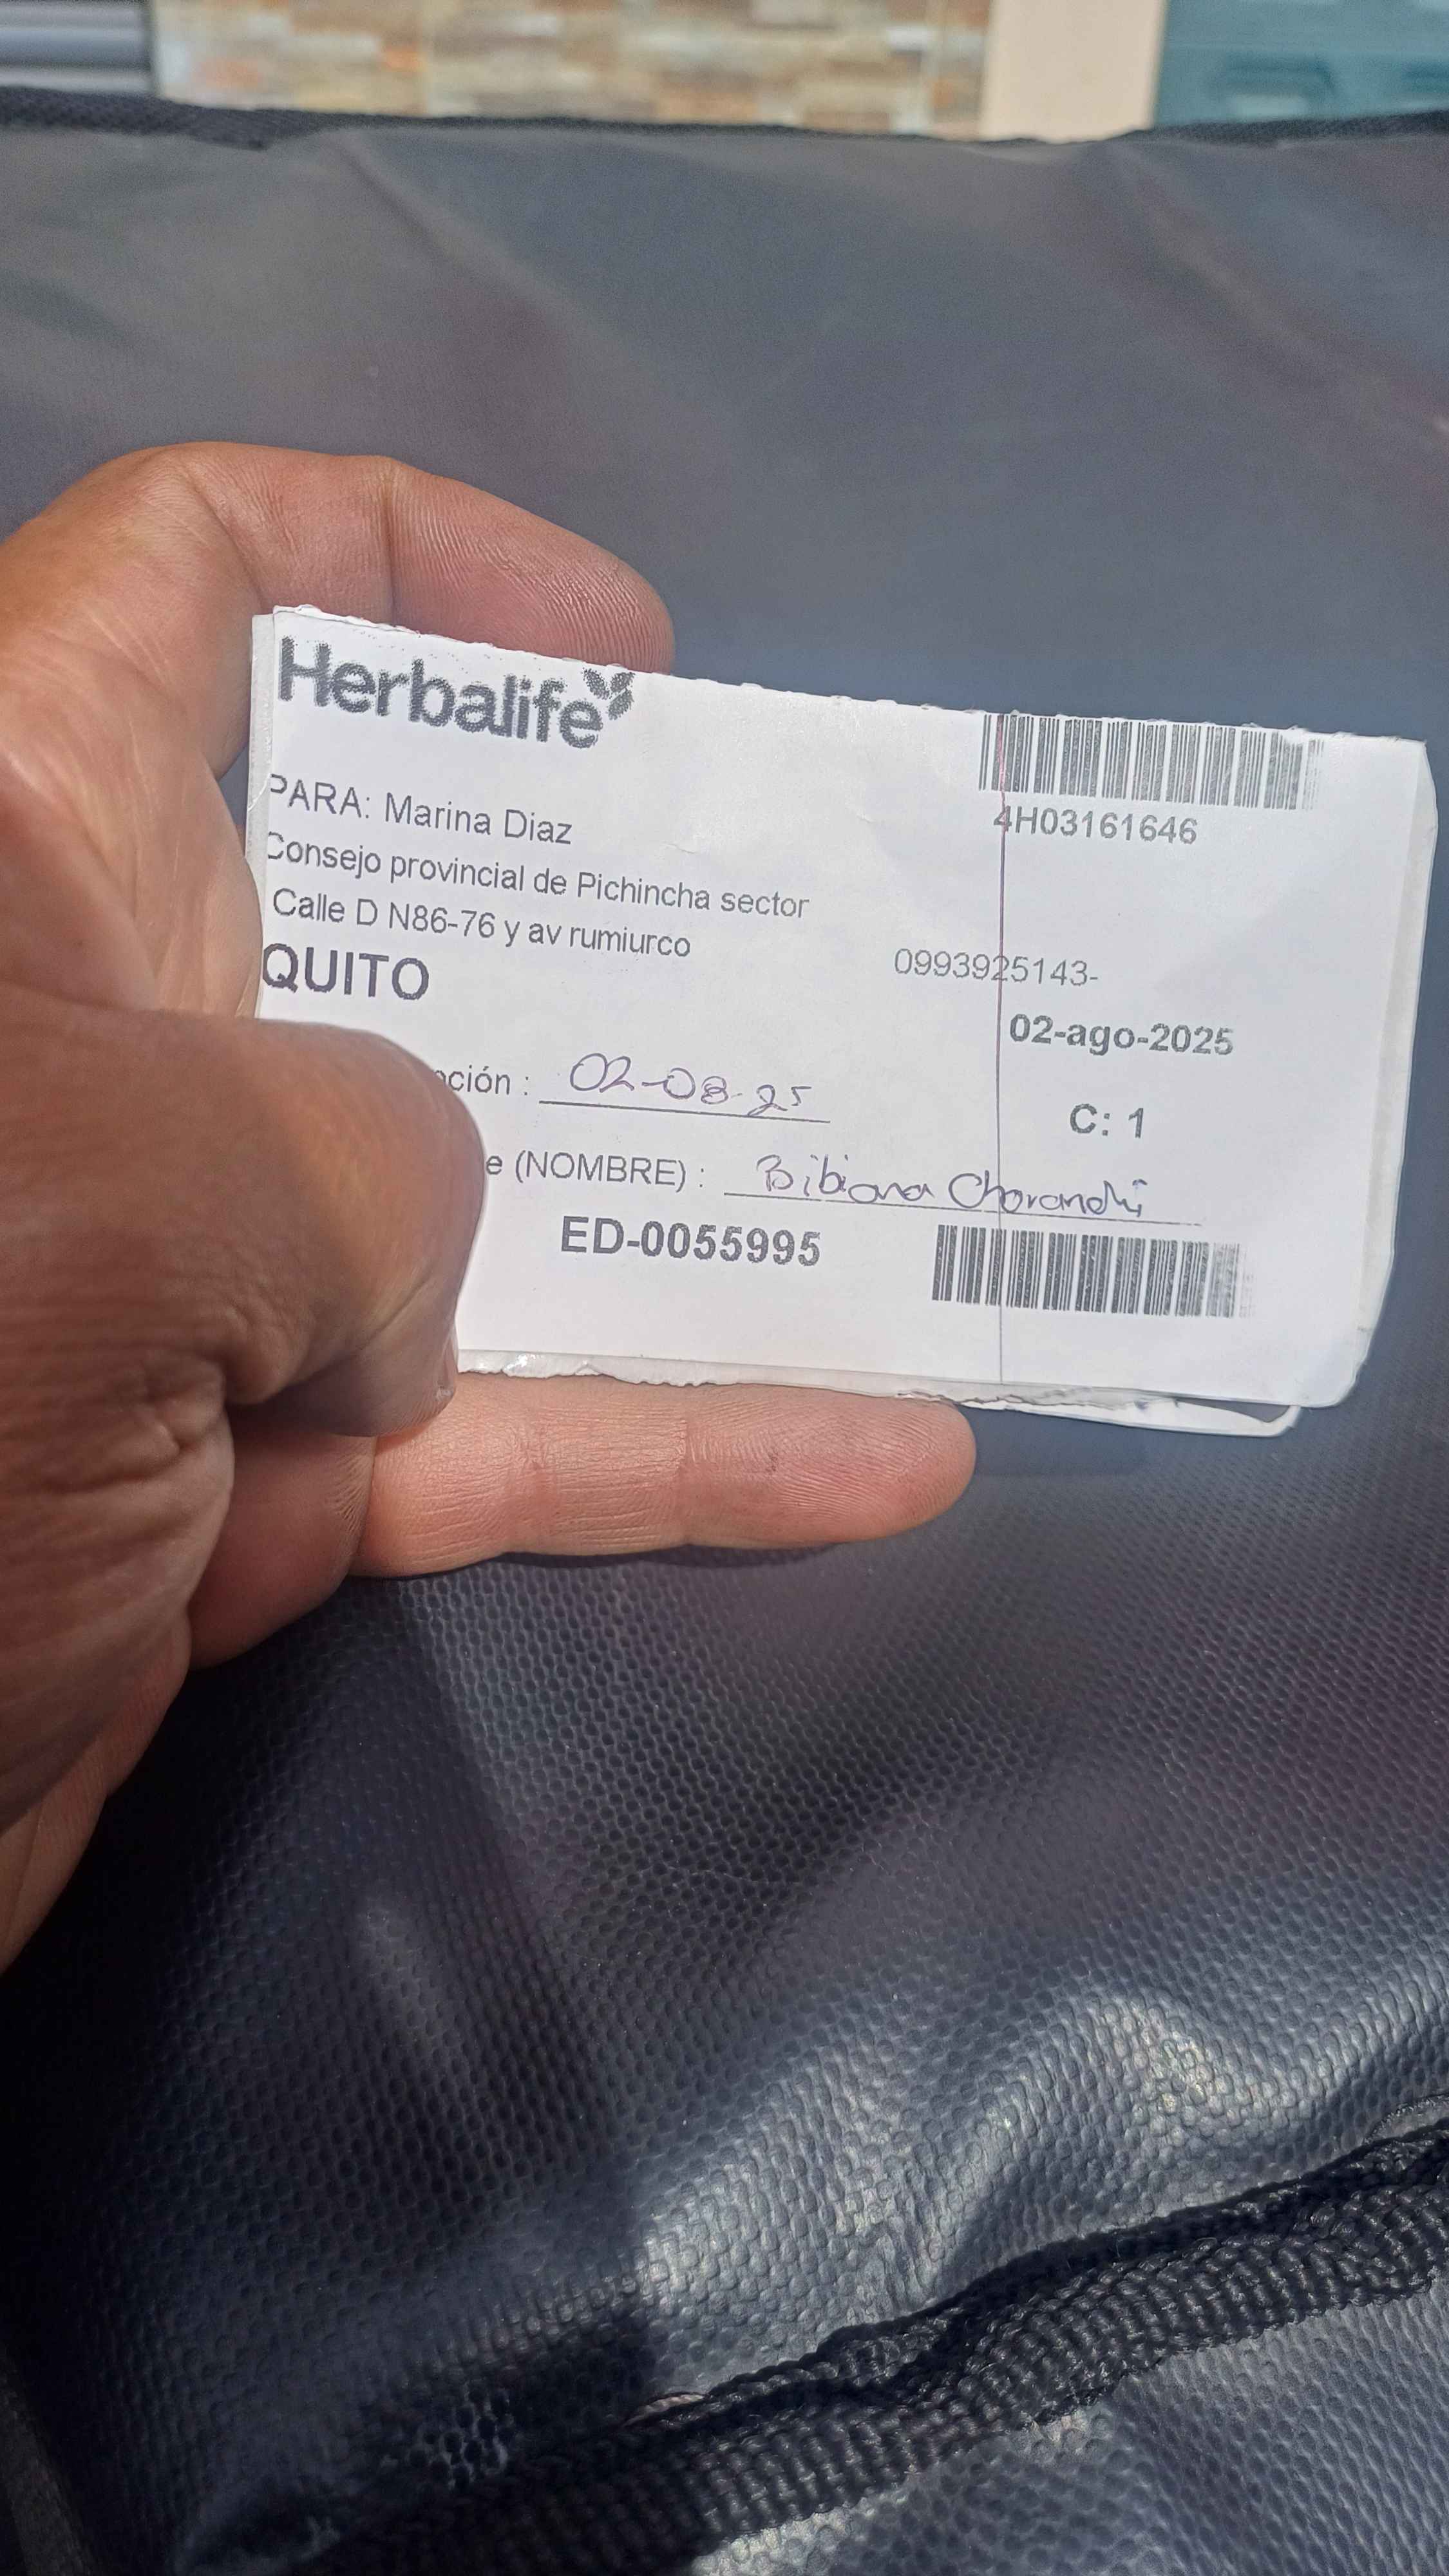 Herbalife
4H03161646
PARA: Marina Diaz
Consejo provincial de Pichincha sector
Calle D N86-76 y av rumiurco
0993925143-
QUITO
02-ago-2025
ción : 02-08-25
C: 1
e (NOMBRE) : Bibiana
ED-0055995